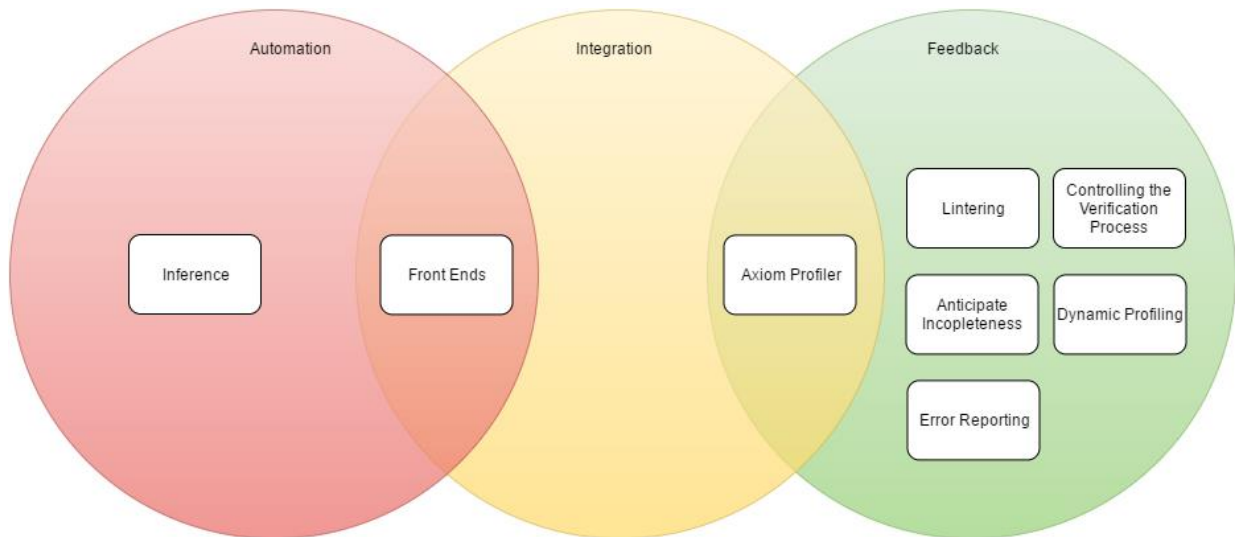 Automation
Integration
Feedback
Inference
Front Ends
Axiom Profiler
Lintering
Controlling the
Verification
Process
Anticipate
Incopleteness
Dynamic Profiling
Error Reporting